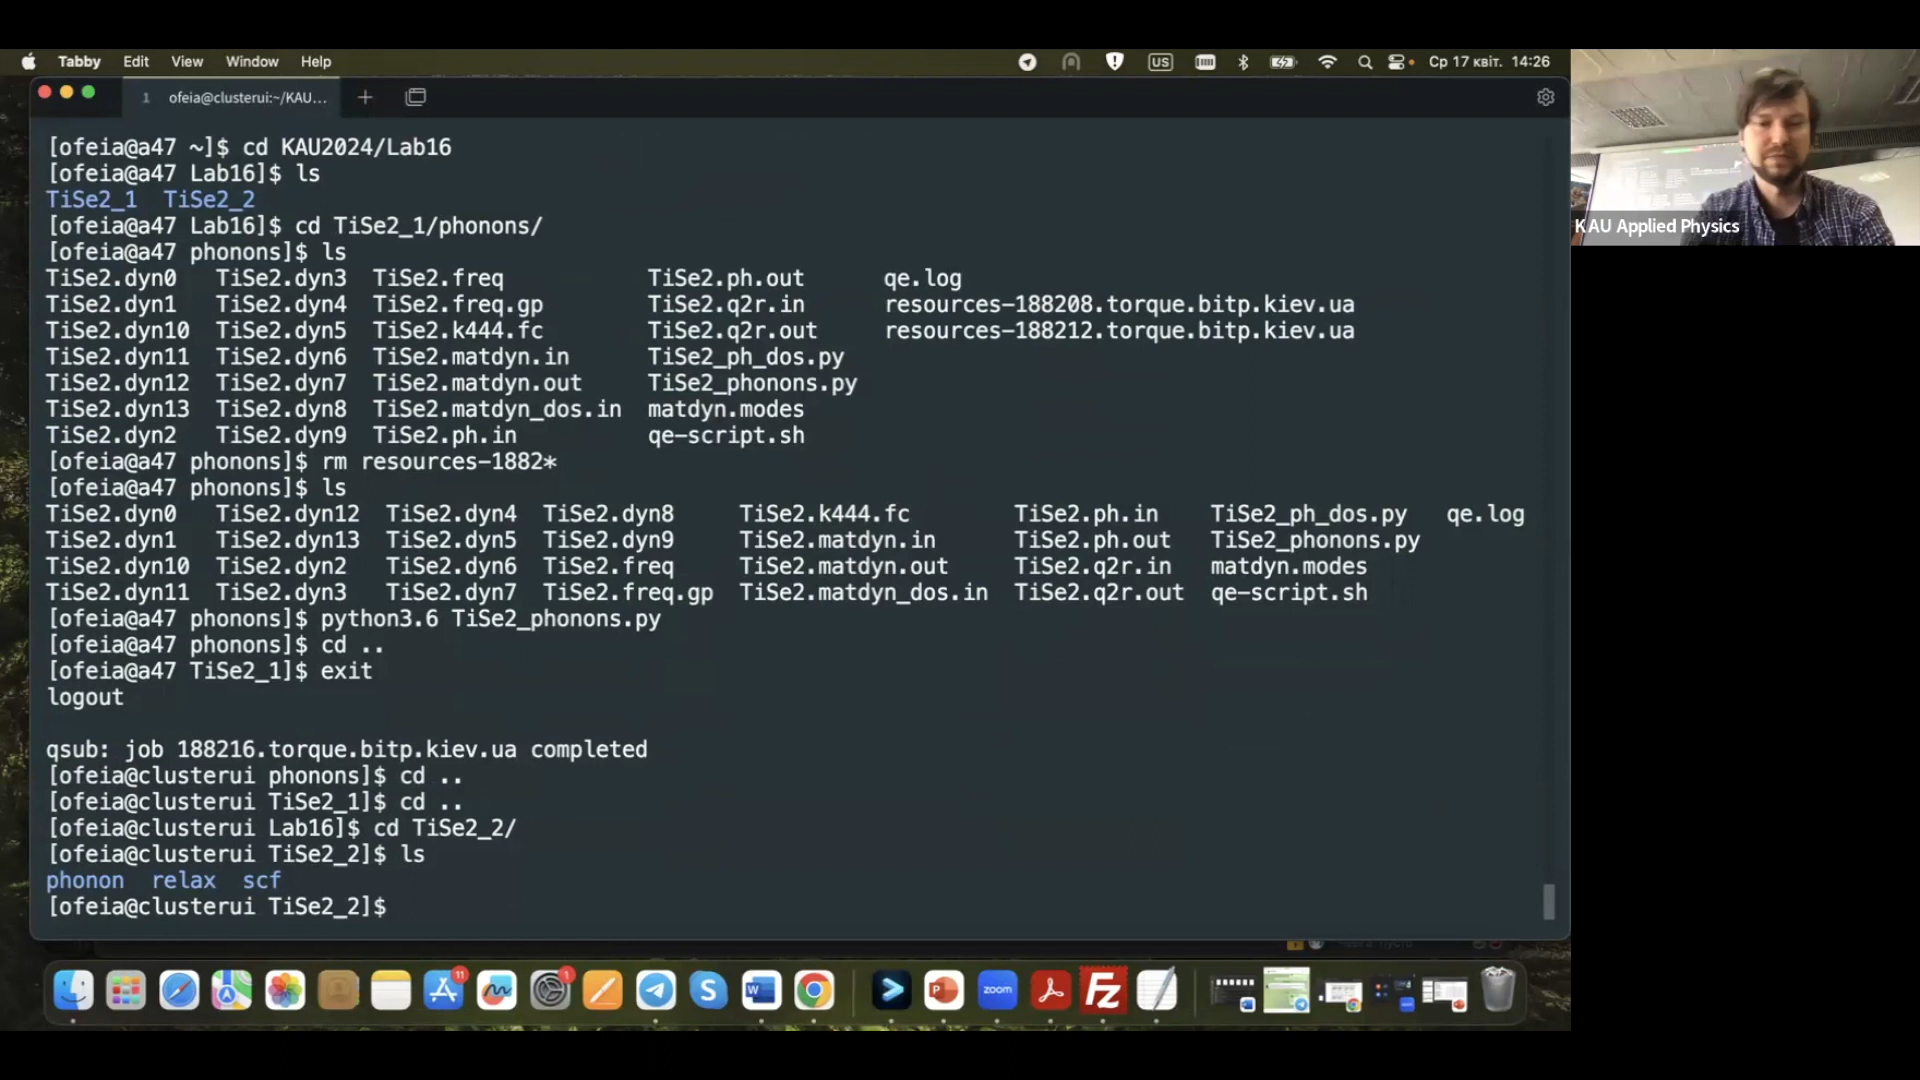 Tabby Edit View Window Help US Ср 17 квіт. 14:26
1 ofeia@clusterui:~/KAU...
[ofeia@a47 ~]$ cd KAU2024/Lab16
[ofeia@a47 Lab16]$ ls
TiSe2_1 TiSe2_2
[ofeia@a47 Lab16]$ cd TiSe2_1/phonons/
[ofeia@a47 phonons]$ ls
TiSe2.dyn0 TiSe2.dyn3 TiSe2.freq TiSe2.ph.out qe.log
TiSe2.dyn1 TiSe2.dyn4 TiSe2.freq.gp TiSe2.q2r.in resources-188208.torque.bitp.kiev.ua
TiSe2.dyn10 TiSe2.dyn5 TiSe2.k444.fc TiSe2.q2r.out resources-188212.torque.bitp.kiev.ua
TiSe2.dyn11 TiSe2.dyn6 TiSe2.matdyn.in TiSe2_ph_dos.py
TiSe2.dyn12 TiSe2.dyn7 TiSe2.matdyn.out TiSe2_phonons.py
TiSe2.dyn13 TiSe2.dyn8 TiSe2.matdyn_dos.in matdyn.modes
TiSe2.dyn2 TiSe2.dyn9 TiSe2.ph.in qe-script.sh
[ofeia@a47 phonons]$ rm resources-1882*
[ofeia@a47 phonons]$ ls
TiSe2.dyn0 TiSe2.dyn12 TiSe2.dyn4 TiSe2.dyn8 TiSe2.k444.fc TiSe2.ph.in TiSe2_ph_dos.py qe.log
TiSe2.dyn1 TiSe2.dyn13 TiSe2.dyn5 TiSe2.dyn9 TiSe2.matdyn.in TiSe2.ph.out TiSe2_phonons.py
TiSe2.dyn10 TiSe2.dyn2 TiSe2.dyn6 TiSe2.freq TiSe2.matdyn.out TiSe2.q2r.in matdyn.modes
TiSe2.dyn11 TiSe2.dyn3 TiSe2.dyn7 TiSe2.freq.gp TiSe2.matdyn_dos.in TiSe2.q2r.out qe-script.sh
[ofeia@a47 phonons]$ python3.6 TiSe2_phonons.py
[ofeia@a47 phonons]$ cd ..
[ofeia@a47 TiSe2_1]$ exit
logout
qsub: job 188216.torque.bitp.kiev.ua completed
[ofeia@clusterui phonons]$ cd ..
[ofeia@clusterui TiSe2_1]$ cd ..
[ofeia@clusterui Lab16]$ cd TiSe2_2/
[ofeia@clusterui TiSe2_2]$ ls
phonon relax scf
[ofeia@clusterui TiSe2_2]$
KAU Applied Physics
11
1
S
W
P
zoom
Fz